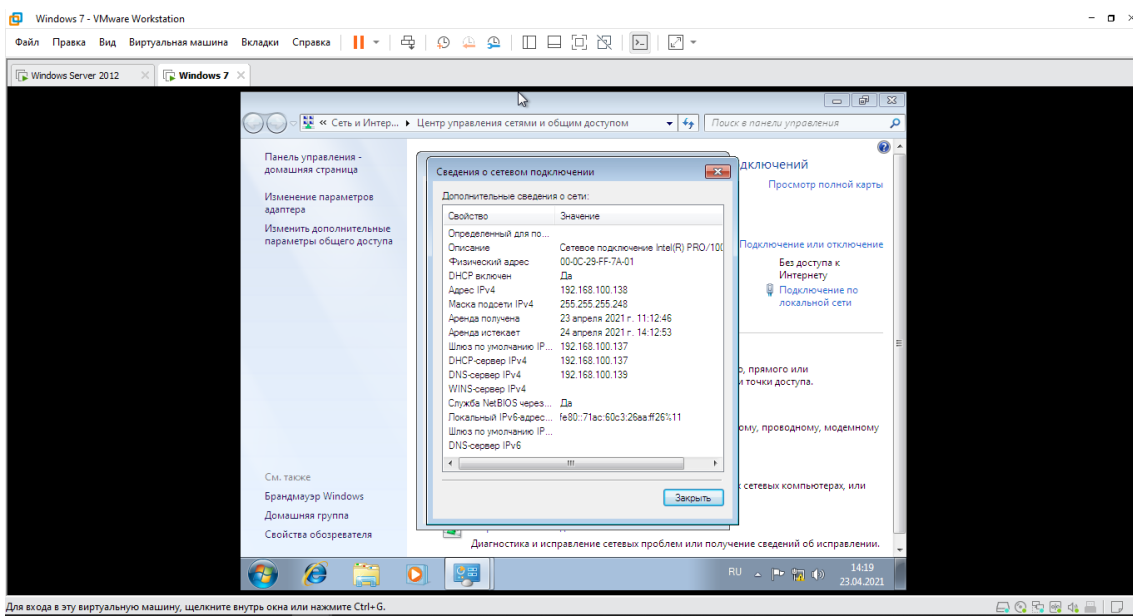 Windows 7 - VMware Workstation
Файл Правка Вид Виртуальная машина Вкладки Справка
Windows Server 2012
Windows 7
« Сеть и Интер... Центр управления сетями и общим доступом
Поиск в панели управления
Панель управления -
домашняя страница
Изменение параметров
адаптера
Изменить дополнительные
параметры общего доступа
См. также
Брандмауэр Windows
Домашняя группа
Свойства обозревателя
Сведения о сетевом подключении
Дополнительные сведения о сети:
Свойство Значение
Определенный для по...
Описание Сетевое подключение Intel(R) PRO/100
Физический адрес 00-0C-29-FF-7A-01
DHCP включен Да
Адрес IPv4 192.168.100.138
Маска подсети IPv4 255.255.255.248
Аренда получена 23 апреля 2021 г. 11:12:46
Аренда истекает 24 апреля 2021 г. 14:12:53
Шлюз по умолчанию IP... 192.168.100.137
DHCP-сервер IPv4 192.168.100.137
DNS-сервер IPv4 192.168.100.139
WINS-сервер IPv4
Служба NetBIOS через... Да
Локальный IPv6-адрес... fe80::71ac:60c3:26aa:ff26%11
Шлюз по умолчанию IP...
DNS-сервер IPv6
Закрыть
дключений
Просмотр полной карты
Подключение или отключение
Без доступа к
Интернету
Подключение по
локальной сети
о, прямого или
и точки доступа.
ому, проводному, модемному
сетевых компьютерах, или
Диагностика и исправление сетевых проблем или получение сведений об исправлении.
RU
14:19
23.04.2021
Для входа в эту виртуальную машину, щелкните внутрь окна или нажмите Ctrl+G.